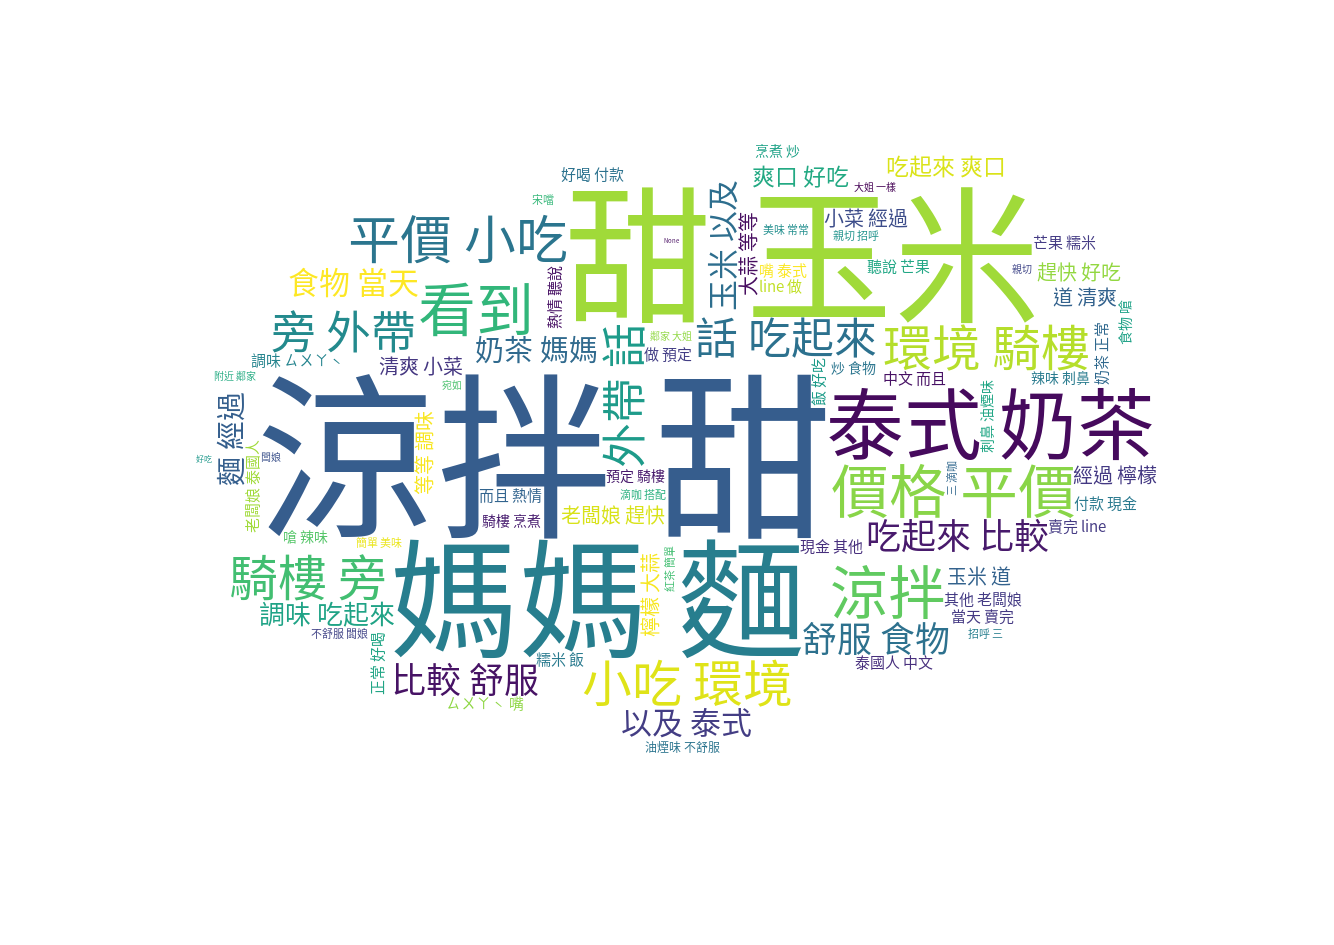 烹煮 炒
好喝 付款
爽口 好吃
吃起來 爽口
大姐 一樣
宋噹
甜 玉米
平價 小吃
玉米 以及
大蒜 等等
美味 常常
小菜 經過
親切 招呼
芒果 糯米
None
食物 當天
看到
熱情 聽說
嘴 泰式
line 做
聽說 芒果
親切
趕快 好吃
道 清爽
食物 嗆
旁 外帶
奶茶 媽媽
話
鄰家 大姐
做 預定
話 吃起來
環境 騎樓
奶茶 正常
調味 ㄙㄨㄚヽ
清爽 小菜
炒 食物
中文 而且
辣味 刺鼻
附近 鄰家
宛如
飯 好吃
涼拌 甜
外帶
泰式 奶茶
刺鼻 油煙味
麵 經過
等等 調味
好吃
闆娘
老闆娘 泰國人
預定 騎樓
價格 平價
三 滴咖
經過 檸檬
而且 熱情
滴咖 搭配
付款 現金
騎樓 烹煮
老闆娘 趕快
吃起來 比較
賣完 line
嗆 辣味
簡單 美味
現金 其他
媽媽 麵
騎樓 旁
檸檬 大蒜
紅茶 簡單
涼拌
玉米 道
其他 老闆娘
調味 吃起來
當天 賣完
不舒服 闆娘
舒服 食物
招呼 三
正常 好喝
比較 舒服
糯米 飯
泰國人 中文
小吃 環境
ㄙㄨㄚヽ 嘴
以及 泰式
油煙味 不舒服